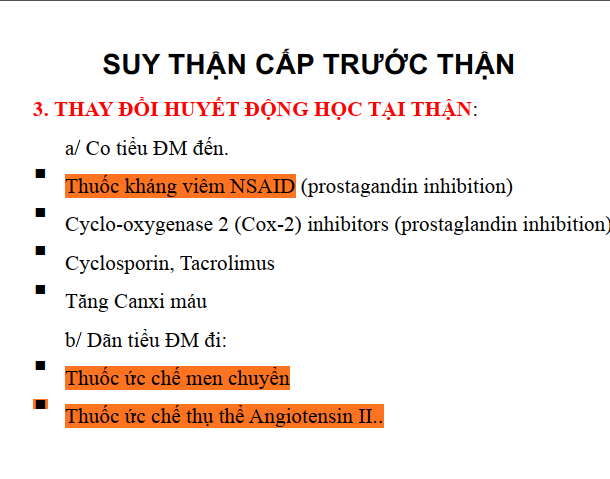 SUY THẬN CẤP TRƯỚC THẬN
3. THAY ĐỔI HUYẾT ĐỘNG HỌC TẠI THẬN:
a/ Co tiểu ĐM đến.
Thuốc kháng viêm NSAID (prostagandin inhibition)
Cyclo-oxygenase 2 (Cox-2) inhibitors (prostaglandin inhibition)
Cyclosporin, Tacrolimus
Tăng Canxi máu
b/ Dãn tiểu ĐM đi:
Thuốc ức chế men chuyển
Thuốc ức chế thụ thể Angiotensin II..